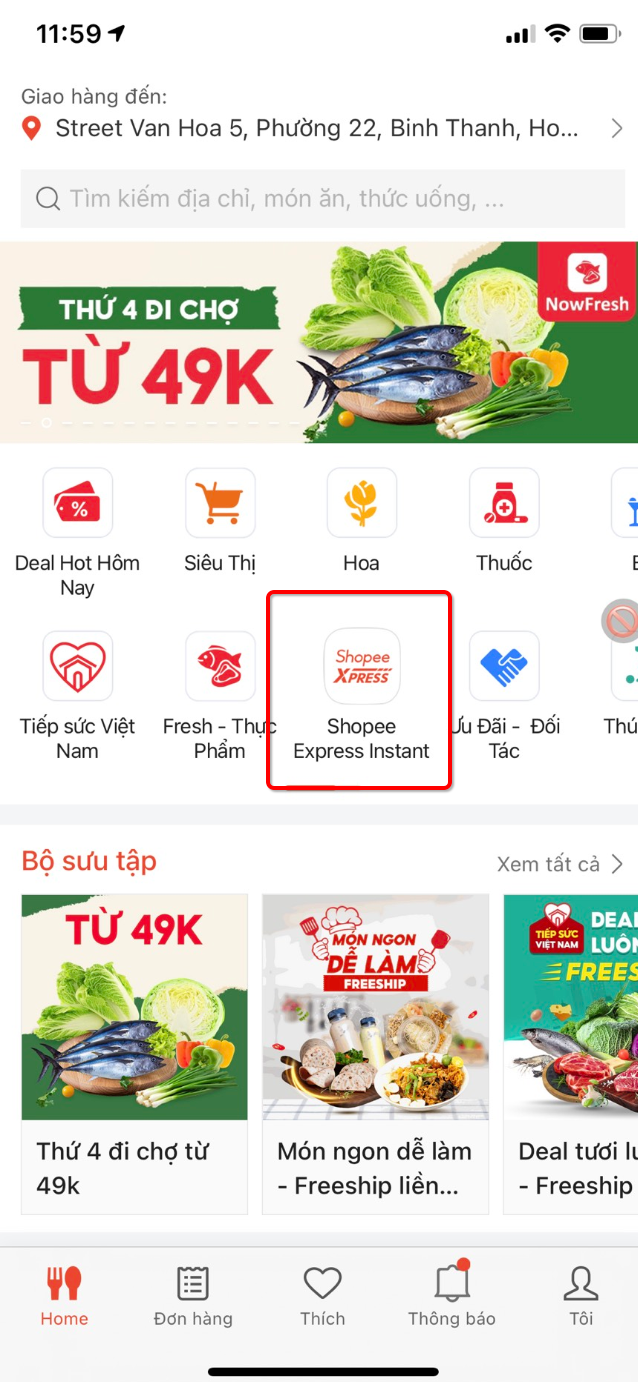 11:59
Giao hàng đến:
Street Van Hoa 5, Phường 22, Binh Thanh, Ho...
Tìm kiếm địa chỉ, món ăn, thức uống, ...
NowFresh
THỨ 4 ĐI CHỢ
TỪ 49K
%
Deal Hot Hôm
Nay
Siêu Thị
Hoa
Thuốc
Shopee
XPRESS
Tiếp sức Việt
Nam
Fresh - Thực
Phẩm
Shopee
Express Instant
Ưu Đãi - Đối
Tác
Bộ sưu tập
Xem tất cả
TỪ 49K
MÓN NGON
DỄ LÀM
FREESHIP
TIẾP SỨC
VIỆT NAM
DEAL
LUÔN
FREES
Thứ 4 đi chợ từ
49k
Món ngon dễ làm
- Freeship liền...
Deal tươi
- Freeship
Home
Đơn hàng
Thích
Thông báo
Tôi